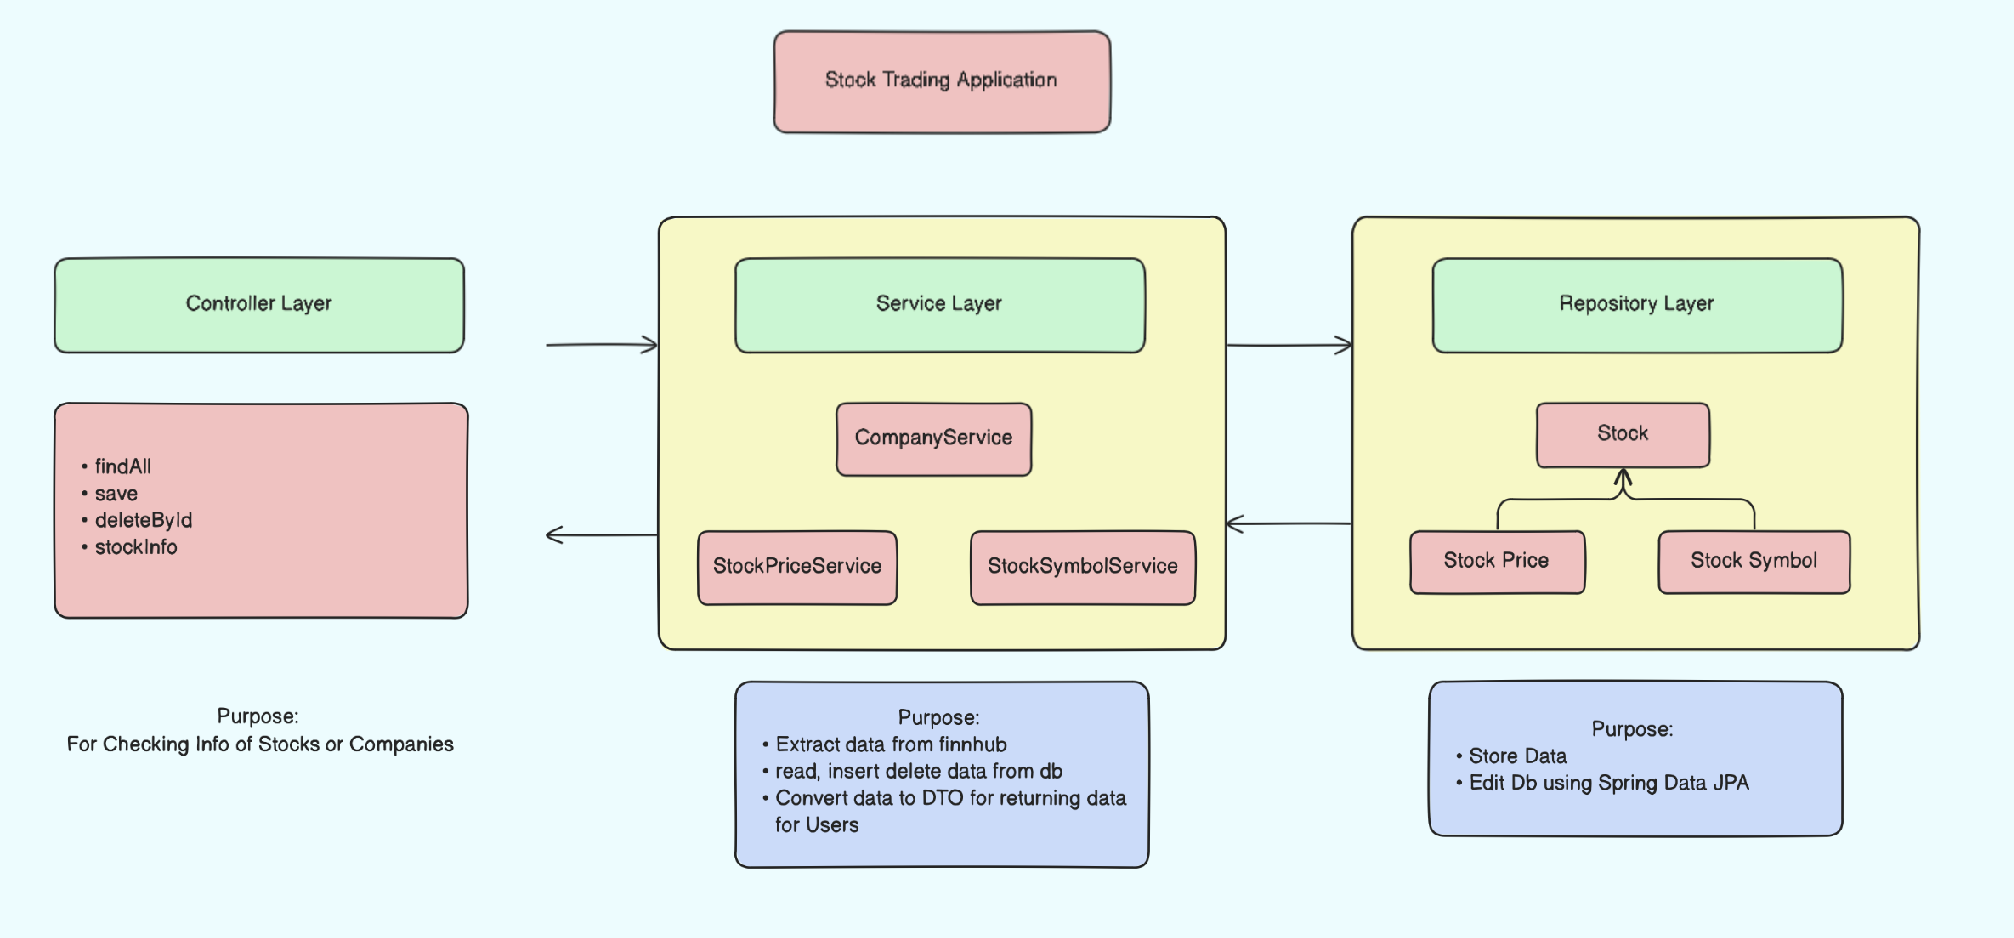 Stock Trading Application
Controller Layer
• findAll
• save
• deleteById
• stockInfo
Purpose:
For Checking Info of Stocks or Companies
Service Layer
CompanyService
StockPriceService
StockSymbolService
Purpose:
• Extract data from finnhub
• read, insert delete data from db
• Convert data to DTO for returning data
for Users
Repository Layer
Stock
Stock Price
Stock Symbol
Purpose:
• Store Data
• Edit Db using Spring Data JPA